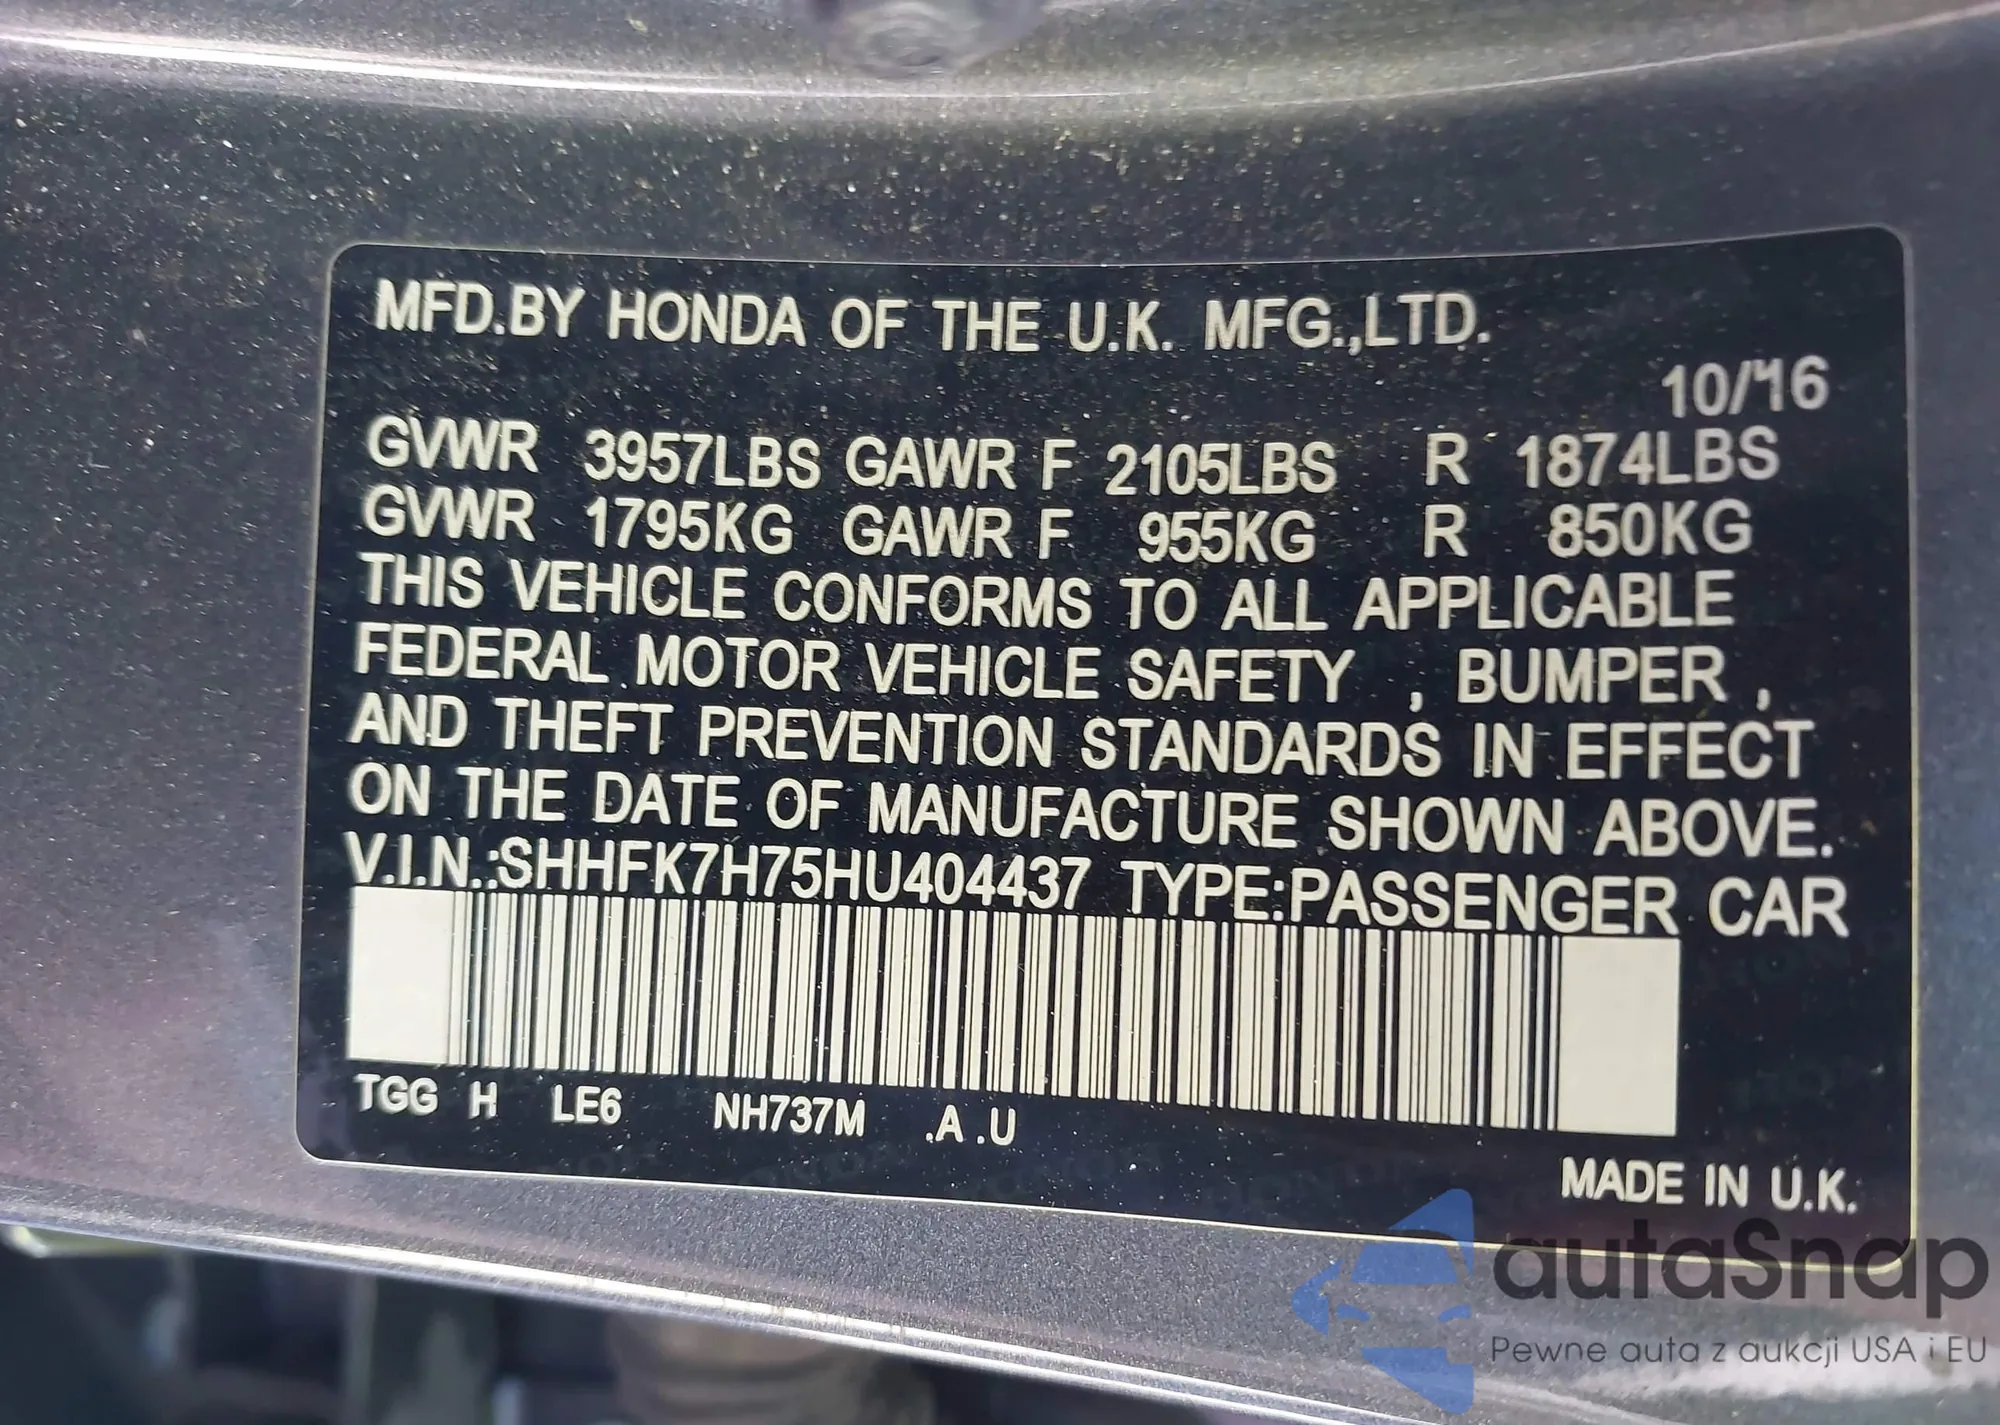 MFD.BY HONDA OF THE U.K. MFG.,LTD.
10/'16
GVWR 3957LBS GAWR F 2105LBS R 1874LBS
GVWR 1795KG GAWR F 955KG R 850KG
THIS VEHICLE CONFORMS TO ALL APPLICABLE
FEDERAL MOTOR VEHICLE SAFETY , BUMPER ,
AND THEFT PREVENTION STANDARDS IN EFFECT
ON THE DATE OF MANUFACTURE SHOWN ABOVE.
V.I.N.:SHHFK7H75HU404437 TYPE:PASSENGER CAR
TGG H LE6 NH737M .A .U
MADE IN U.K.
autaSnap
Pewne auta z aukcji USA i EU